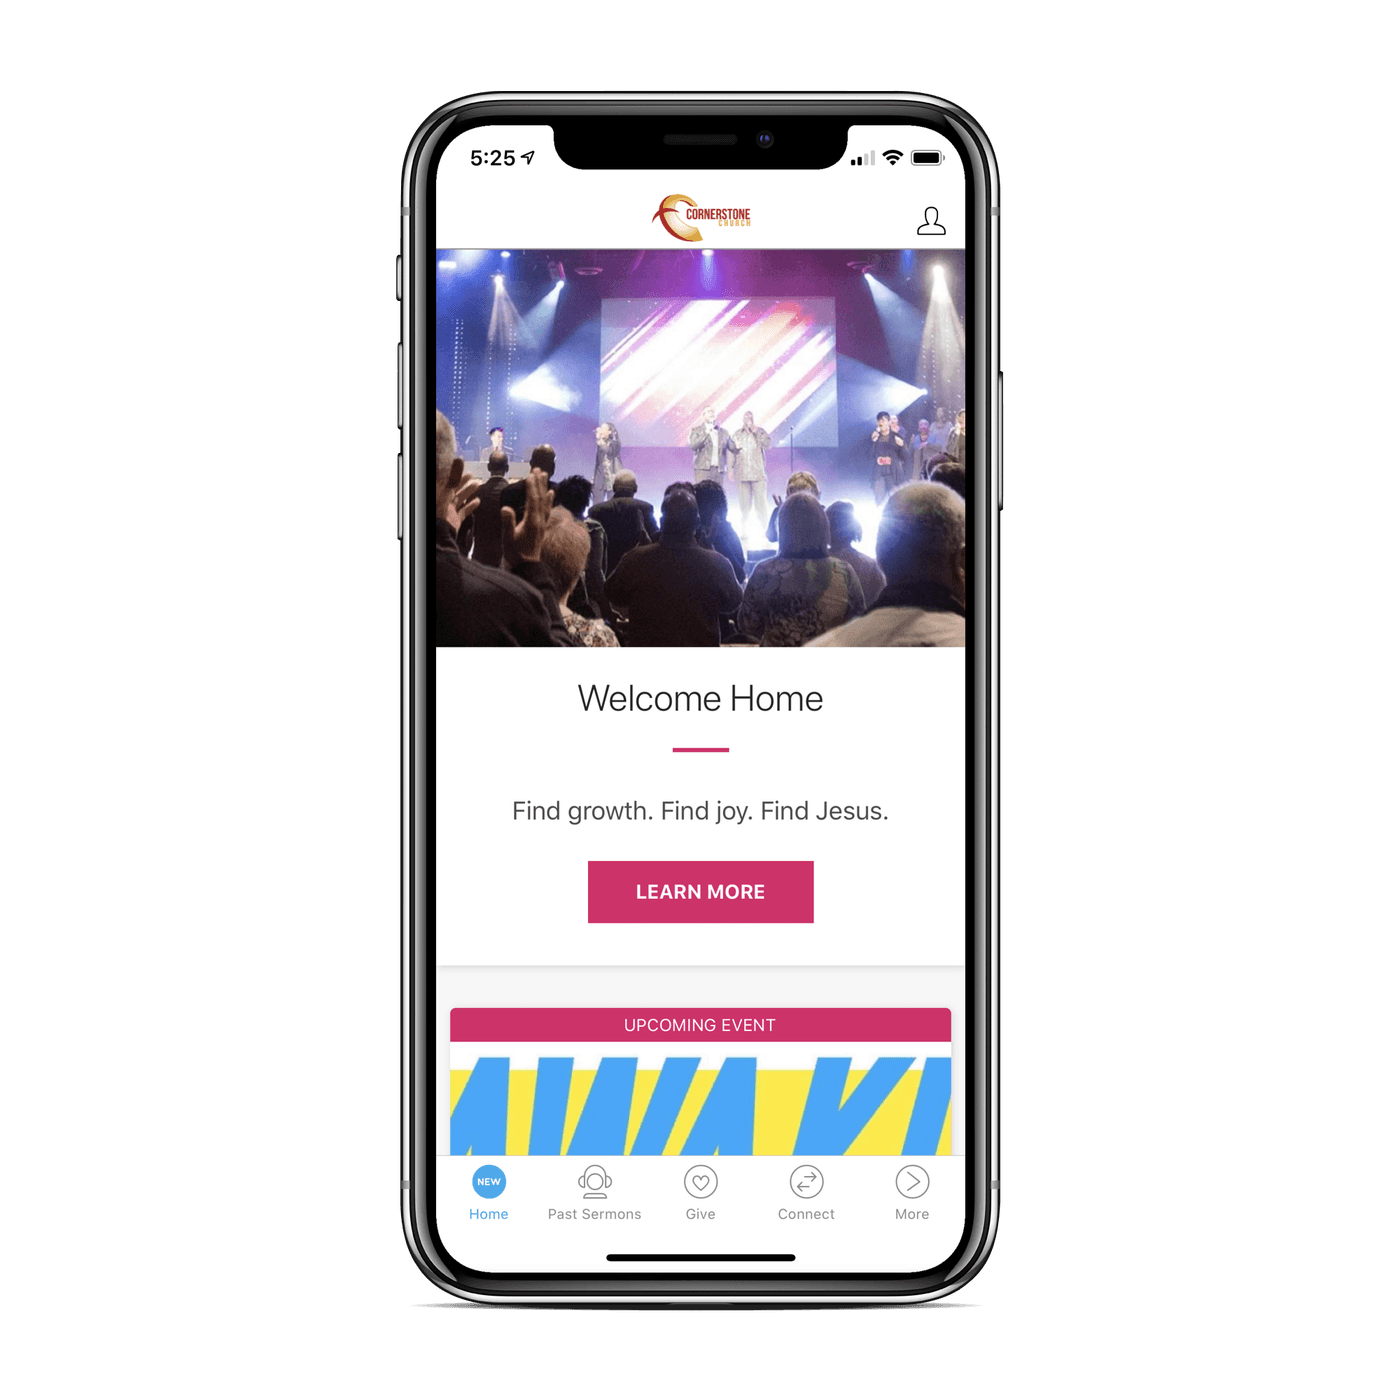 5:25
CORNERSTONE
CHURCH
Welcome Home
Find growth. Find joy. Find Jesus.
LEARN MORE
UPCOMING EVENT
NEW
Home
Past Sermons
Give
Connect
More